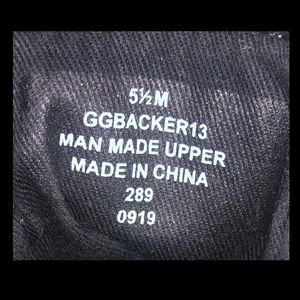 5½M
GGBACKER13
MAN MADE UPPER
MADE IN CHINA
289
0919